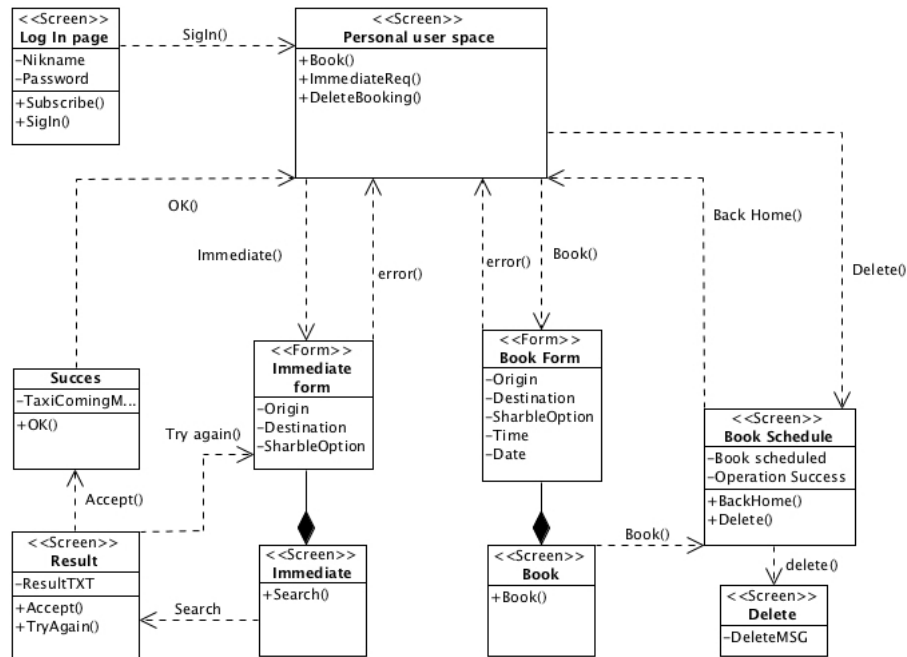 <<Screen>>
Log In page
-Nikname
-Password
+Subscribe()
+SigIn()
SigIn()
<<Screen>>
Personal user space
+Book()
+ImmediateReq()
+DeleteBooking()
OK()
Immediate()
error()
error()
Book()
Back Home()
Delete()
Succes
-TaxiComingM...
+OK()
Try again()
<<Form>>
Immediate
form
-Origin
-Destination
-SharbleOption
<<Form>>
Book Form
-Origin
-Destination
-SharbleOption
-Time
-Date
<<Screen>>
Book Schedule
-Book scheduled
-Operation Success
+BackHome()
+Delete()
Accept()
<<Screen>>
Result
-ResultTXT
+Accept()
+TryAgain()
Search
<<Screen>>
Immediate
+Search()
<<Screen>>
Book
+Book()
Book()
delete()
<<Screen>>
Delete
-DeleteMSG